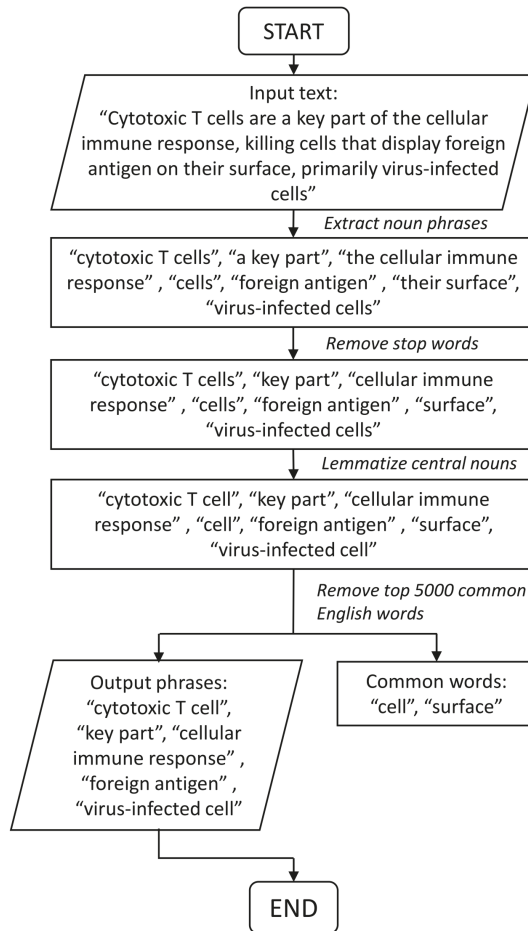 START
Input text:
“Cytotoxic T cells are a key part of the cellular
immune response, killing cells that display foreign
antigen on their surface, primarily virus-infected
cells”
Extract noun phrases
“cytotoxic T cells”, “a key part”, “the cellular immune
response” , “cells”, “foreign antigen” , “their surface”,
“virus-infected cells”
Remove stop words
“cytotoxic T cells”, “key part”, “cellular immune
response” , “cells”, “foreign antigen” , “surface”,
“virus-infected cells”
Lemmatize central nouns
“cytotoxic T cell”, “key part”, “cellular immune
response” , “cell”, “foreign antigen” , “surface”,
“virus-infected cell”
Remove top 5000 common
English words
Output phrases:
“cytotoxic T cell”,
“key part”, “cellular
immune response” ,
“foreign antigen” ,
“virus-infected cell”
Common words:
“cell”, “surface”
END